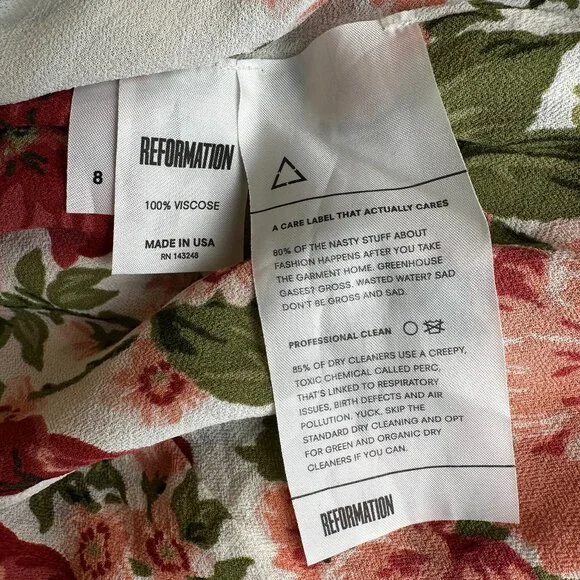 8
REFORMATION
100% VISCOSE
MADE IN USA
RN 143248
A CARE LABEL THAT ACTUALLY CARES
80% OF THE NASTY STUFF ABOUT
FASHION HAPPENS AFTER YOU TAKE
THE GARMENT HOME. GREENHOUSE
GASES? GROSS. WASTED WATER? SAD
DON'T BE GROSS AND SAD.
PROFESSIONAL CLEAN
85% OF DRY CLEANERS USE A CREEPY,
TOXIC CHEMICAL CALLED PERC,
THAT'S LINKED TO RESPIRATORY
ISSUES, BIRTH DEFECTS AND AIR
POLLUTION. YUCK. SKIP THE
STANDARD DRY CLEANING AND OPT
FOR GREEN AND ORGANIC DRY
CLEANERS IF YOU CAN.
REFORMATION